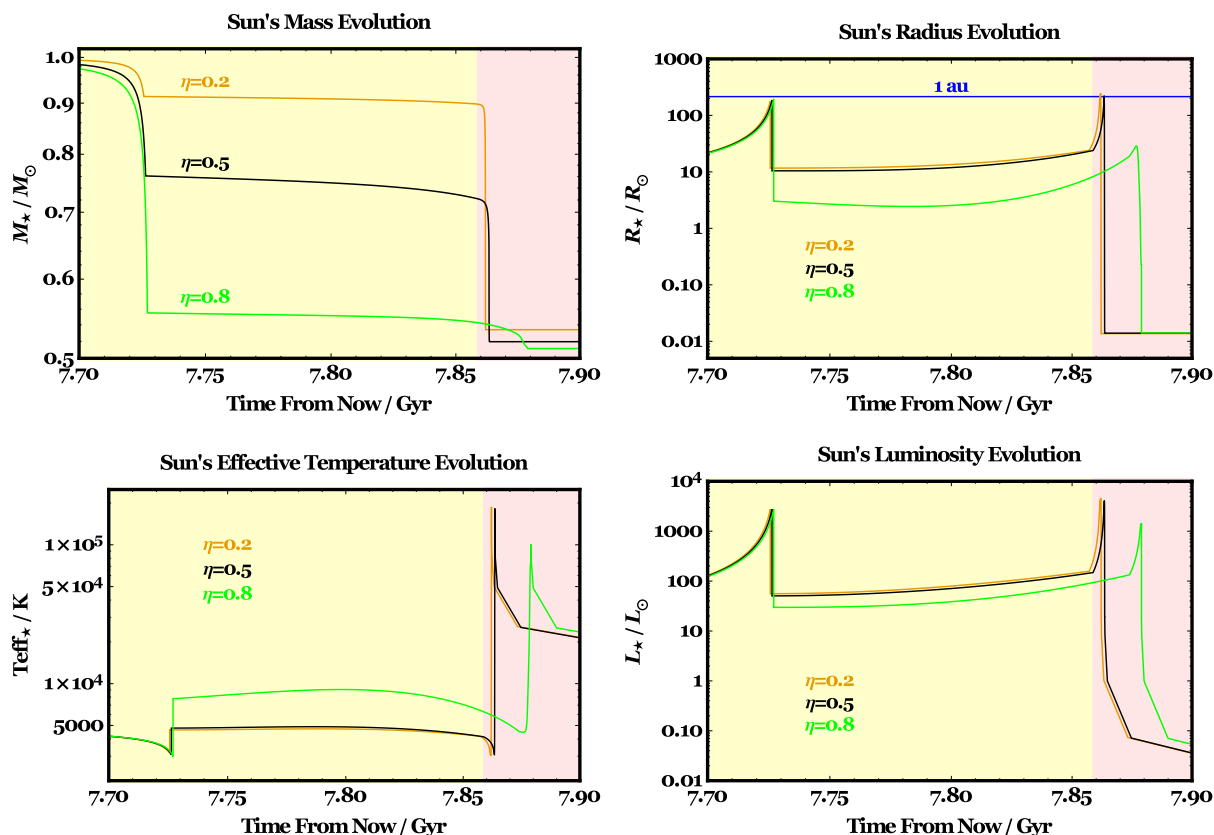 Sun's Mass Evolution
M★ / M⊙
1.0
0.9
0.8
0.7
0.6
0.5
η=0.2
η=0.5
η=0.8
7.70 7.75 7.80 7.85 7.90
Time From Now / Gyr
Sun's Radius Evolution
R★ / R⊙
1000
100
10
1
0.10
0.01
1 au
η=0.2
η=0.5
η=0.8
7.70 7.75 7.80 7.85 7.90
Time From Now / Gyr
Sun's Effective Temperature Evolution
Teff★ / K
1×10⁵
5×10⁴
1×10⁴
5000
η=0.2
η=0.5
η=0.8
7.70 7.75 7.80 7.85 7.90
Time From Now / Gyr
Sun's Luminosity Evolution
L★ / L⊙
10⁴
1000
100
10
1
0.10
0.01
η=0.2
η=0.5
η=0.8
7.70 7.75 7.80 7.85 7.90
Time From Now / Gyr